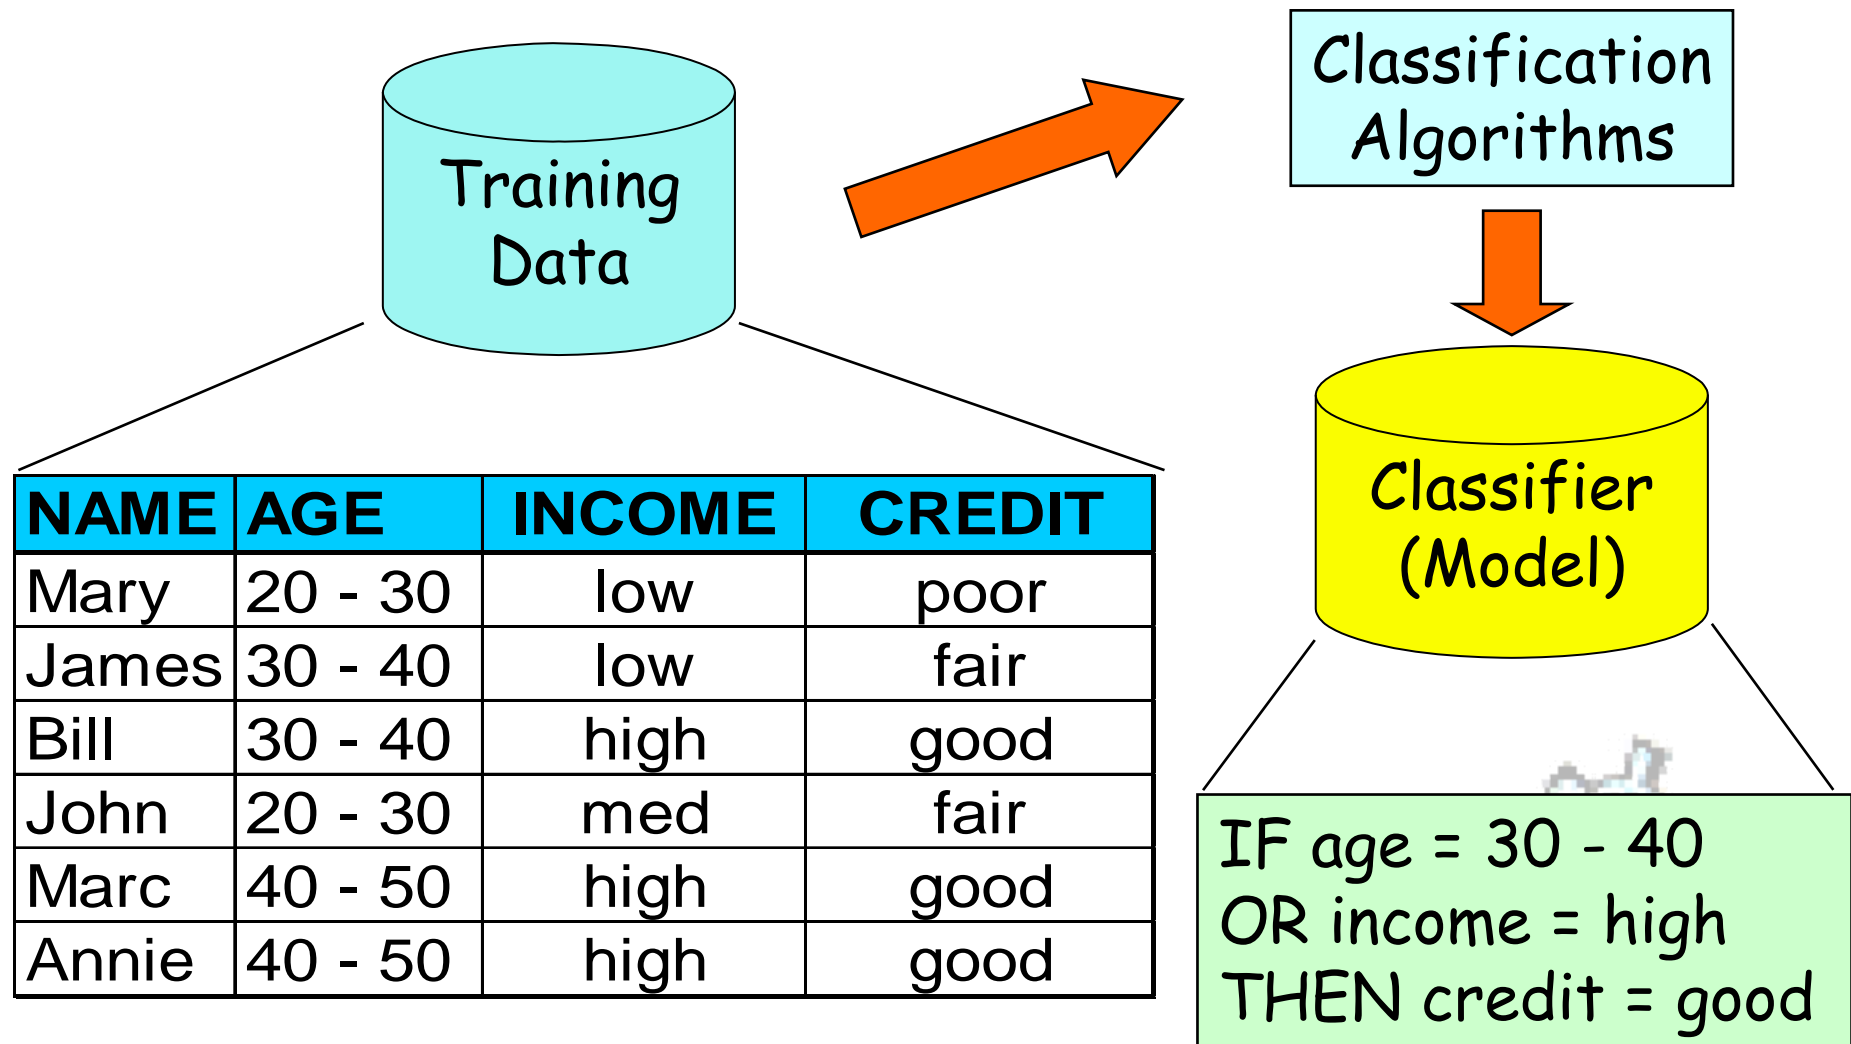 Training
Data
Classification
Algorithms
NAME AGE INCOME CREDIT
Mary 20 - 30 low poor
James 30 - 40 low fair
Bill 30 - 40 high good
John 20 - 30 med fair
Marc 40 - 50 high good
Annie 40 - 50 high good
Classifier
(Model)
IF age = 30 - 40
OR income = high
THEN credit = good